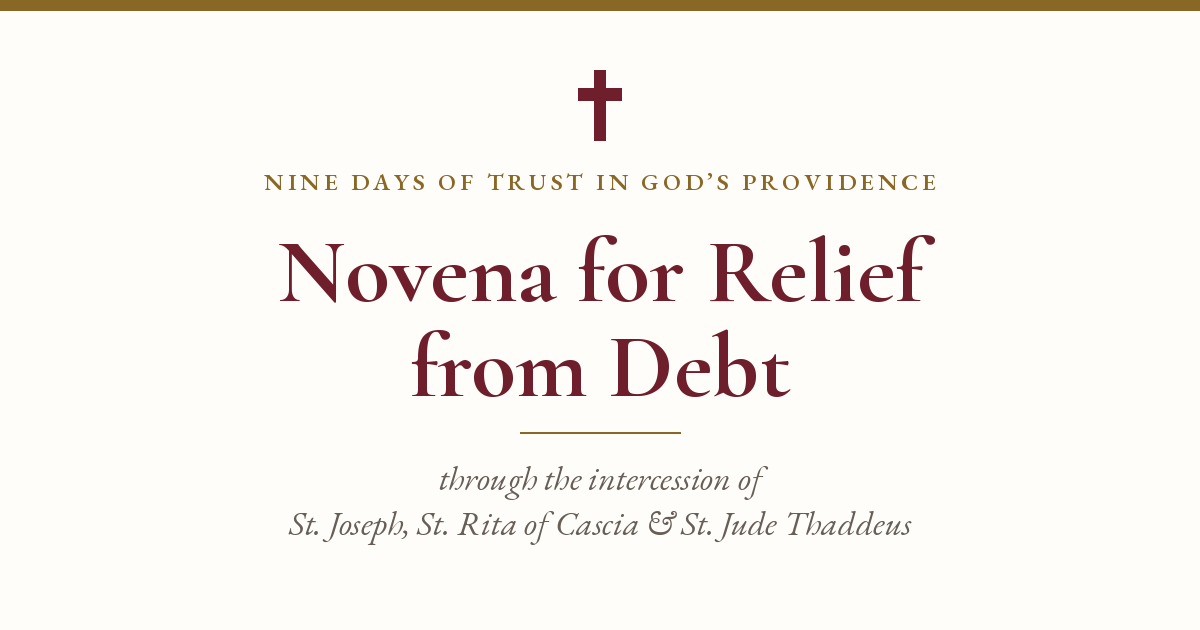 NINE DAYS OF TRUST IN GOD’S PROVIDENCE
Novena for Relief
from Debt
through the intercession of
St. Joseph, St. Rita of Cascia & St. Jude Thaddeus